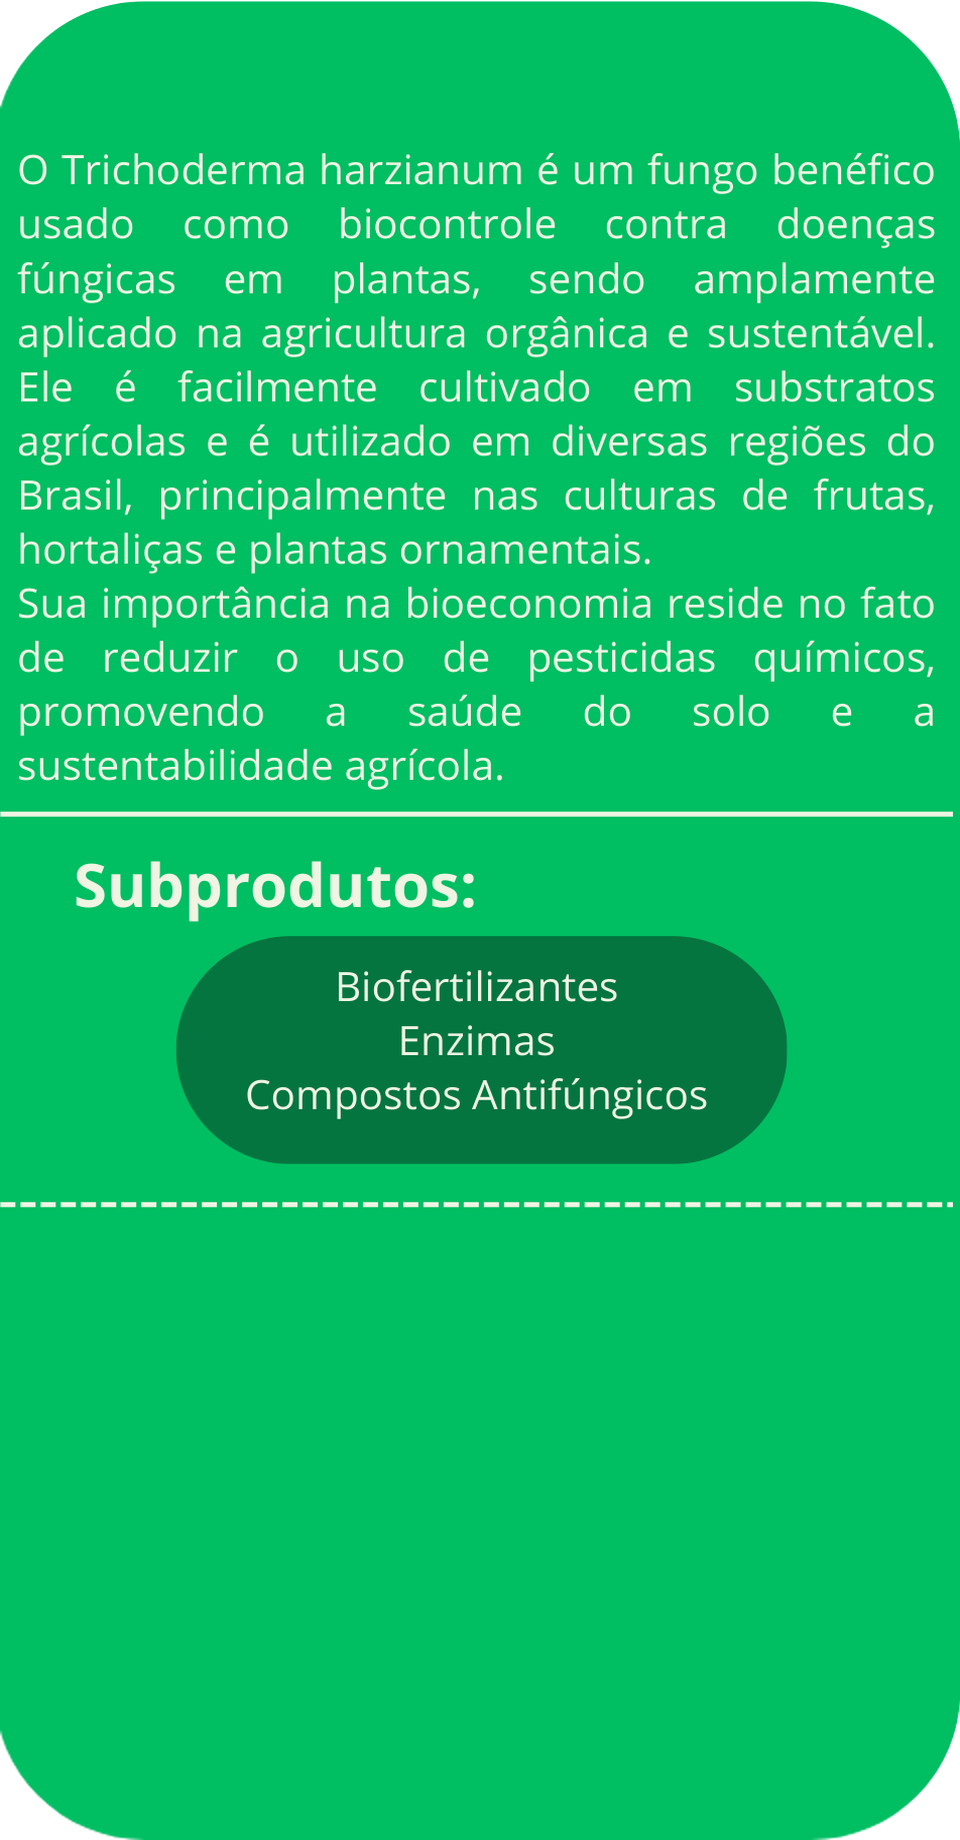 O Trichoderma harzianum é um fungo benéfico
usado como biocontrole contra doenças
fúngicas em plantas, sendo amplamente
aplicado na agricultura orgânica e sustentável.
Ele é facilmente cultivado em substratos
agrícolas e é utilizado em diversas regiões do
Brasil, principalmente nas culturas de frutas,
hortaliças e plantas ornamentais.
Sua importância na bioeconomia reside no fato
de reduzir o uso de pesticidas químicos,
promovendo a saúde do solo e a
sustentabilidade agrícola.
Subprodutos:
Biofertilizantes
Enzimas
Compostos Antifúngicos